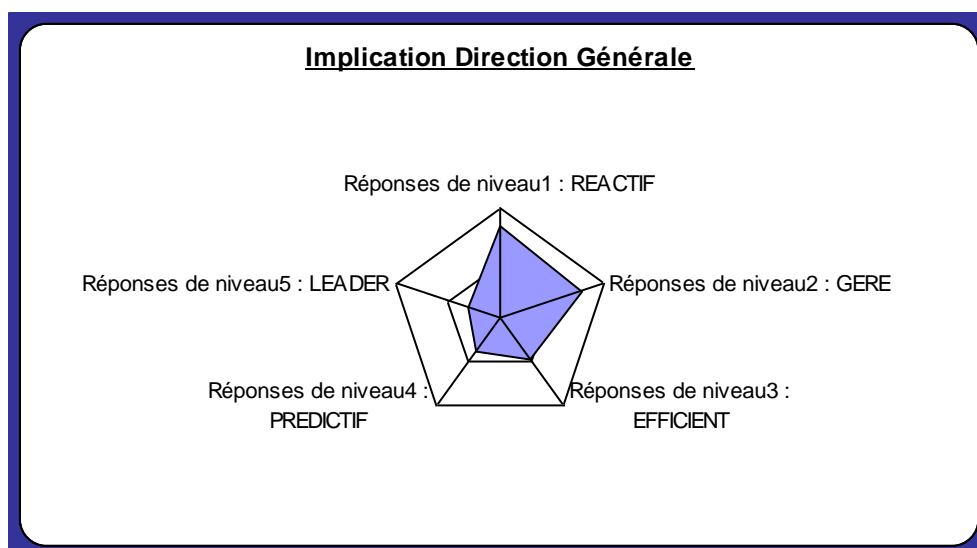 Implication Direction Générale
Réponses de niveau1 : REACTIF
Réponses de niveau5 : LEADER
Réponses de niveau2 : GERE
Réponses de niveau4 :
PREDICTIF
Réponses de niveau3 :
EFFICIENT